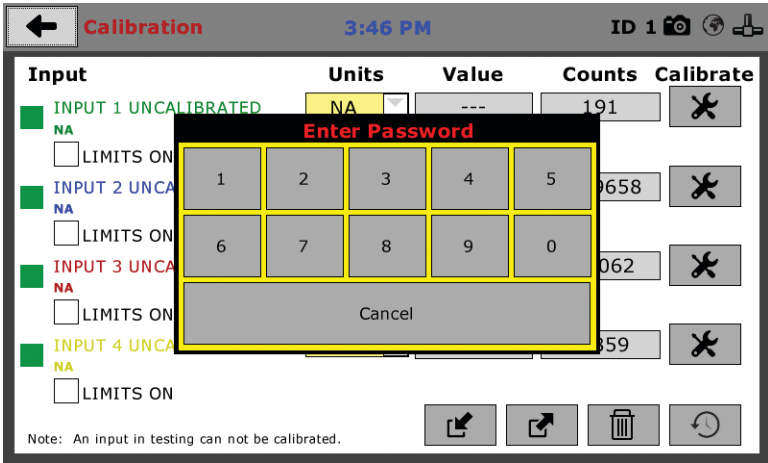 Calibration 3:46 PM ID 1
Input Units Value Counts Calibrate
INPUT 1 UNCALIBRATED NA --- 191
NA
LIMITS ON
Enter Password
1 2 3 4 5
6 7 8 9 0
Cancel
INPUT 2 UNCA 9658
NA
LIMITS ON
INPUT 3 UNCA 062
NA
LIMITS ON
INPUT 4 UNCA 359
NA
LIMITS ON
Note: An input in testing can not be calibrated.